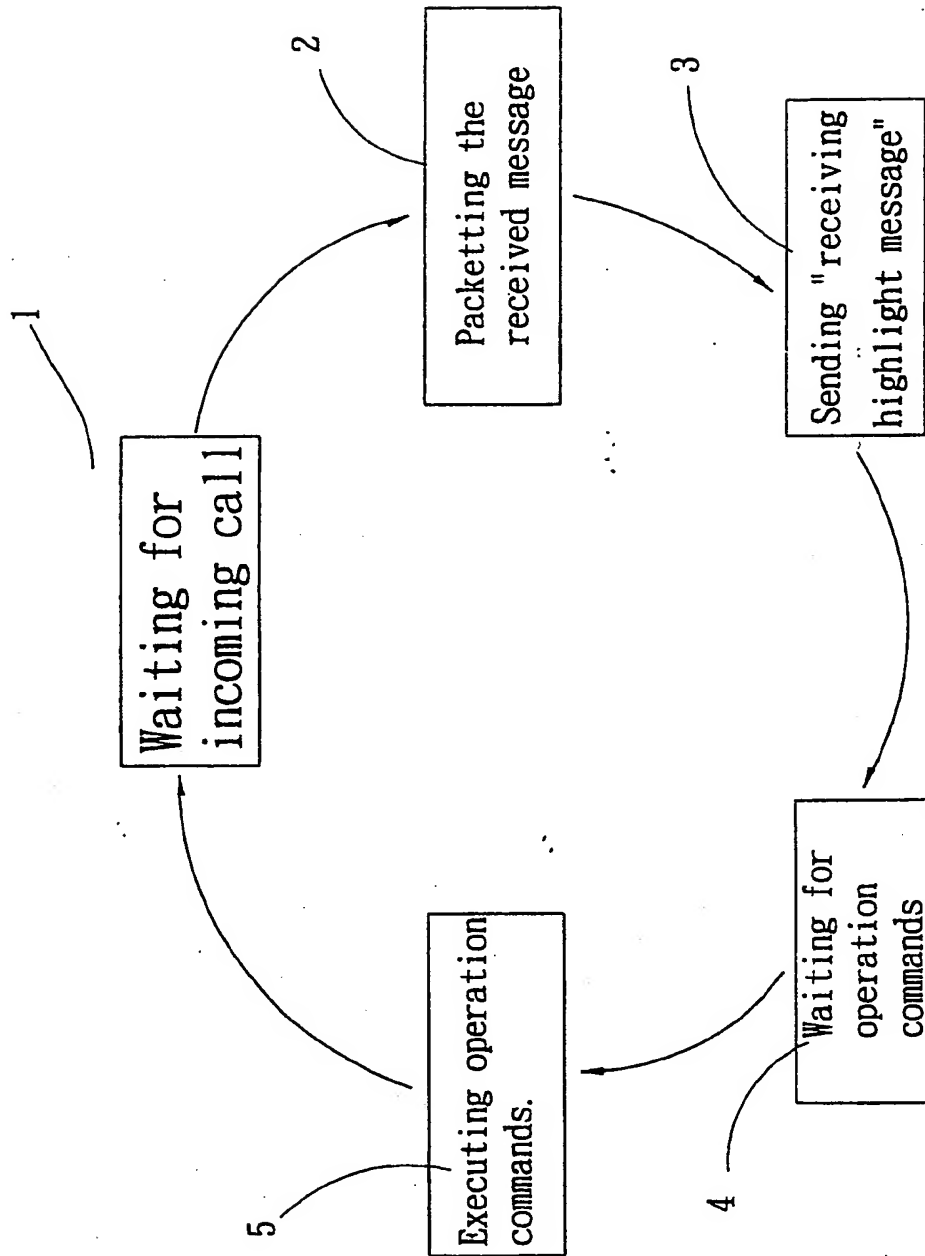 1
Waiting for
incoming call
2
Packetting the
received message
3
Sending "receiving
highlight message"
4
Waiting for
operation
commands
5
Executing operation
commands.